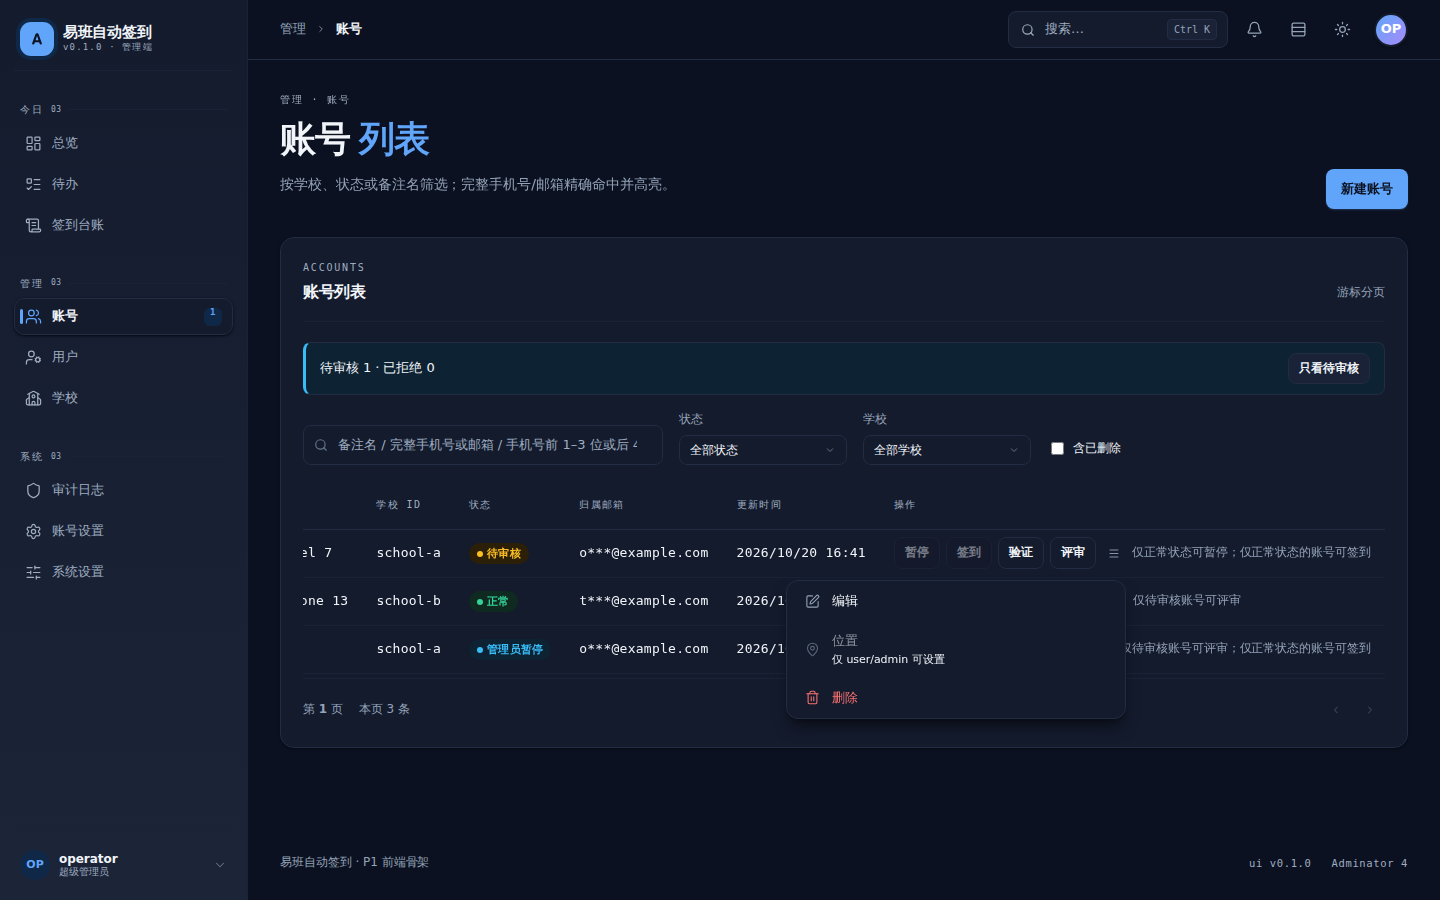 A
易班自动签到
v0.1.0 · 管理端
今日 03
总览
待办
签到台账
管理 03
账号 1
用户
学校
系统 03
审计日志
账号设置
系统设置
OP
operator
超级管理员
管理 › 账号
搜索… Ctrl K
OP
管理 · 账号
账号 列表
按学校、状态或备注名筛选；完整手机号/邮箱精确命中并高亮。
新建账号
ACCOUNTS
账号列表
游标分页
待审核 1 · 已拒绝 0
只看待审核
状态 学校
备注名 / 完整手机号或邮箱 / 手机号前 1–3 位或后
全部状态 全部学校 含已删除
学校 ID 状态 归属邮箱 更新时间 操作
el 7 school-a 待审核 o***@example.com 2026/10/20 16:41 暂停 签到 验证 评审 仅正常状态可暂停；仅正常状态的账号可签到
one 13 school-b 正常 t***@example.com 2026/1 仅待审核账号可评审
school-a 管理员暂停 o***@example.com 2026/1 仅待审核账号可评审；仅正常状态的账号可签到
编辑
位置
仅 user/admin 可设置
删除
第 1 页 本页 3 条
易班自动签到 · P1 前端骨架
ui v0.1.0 Adminator 4